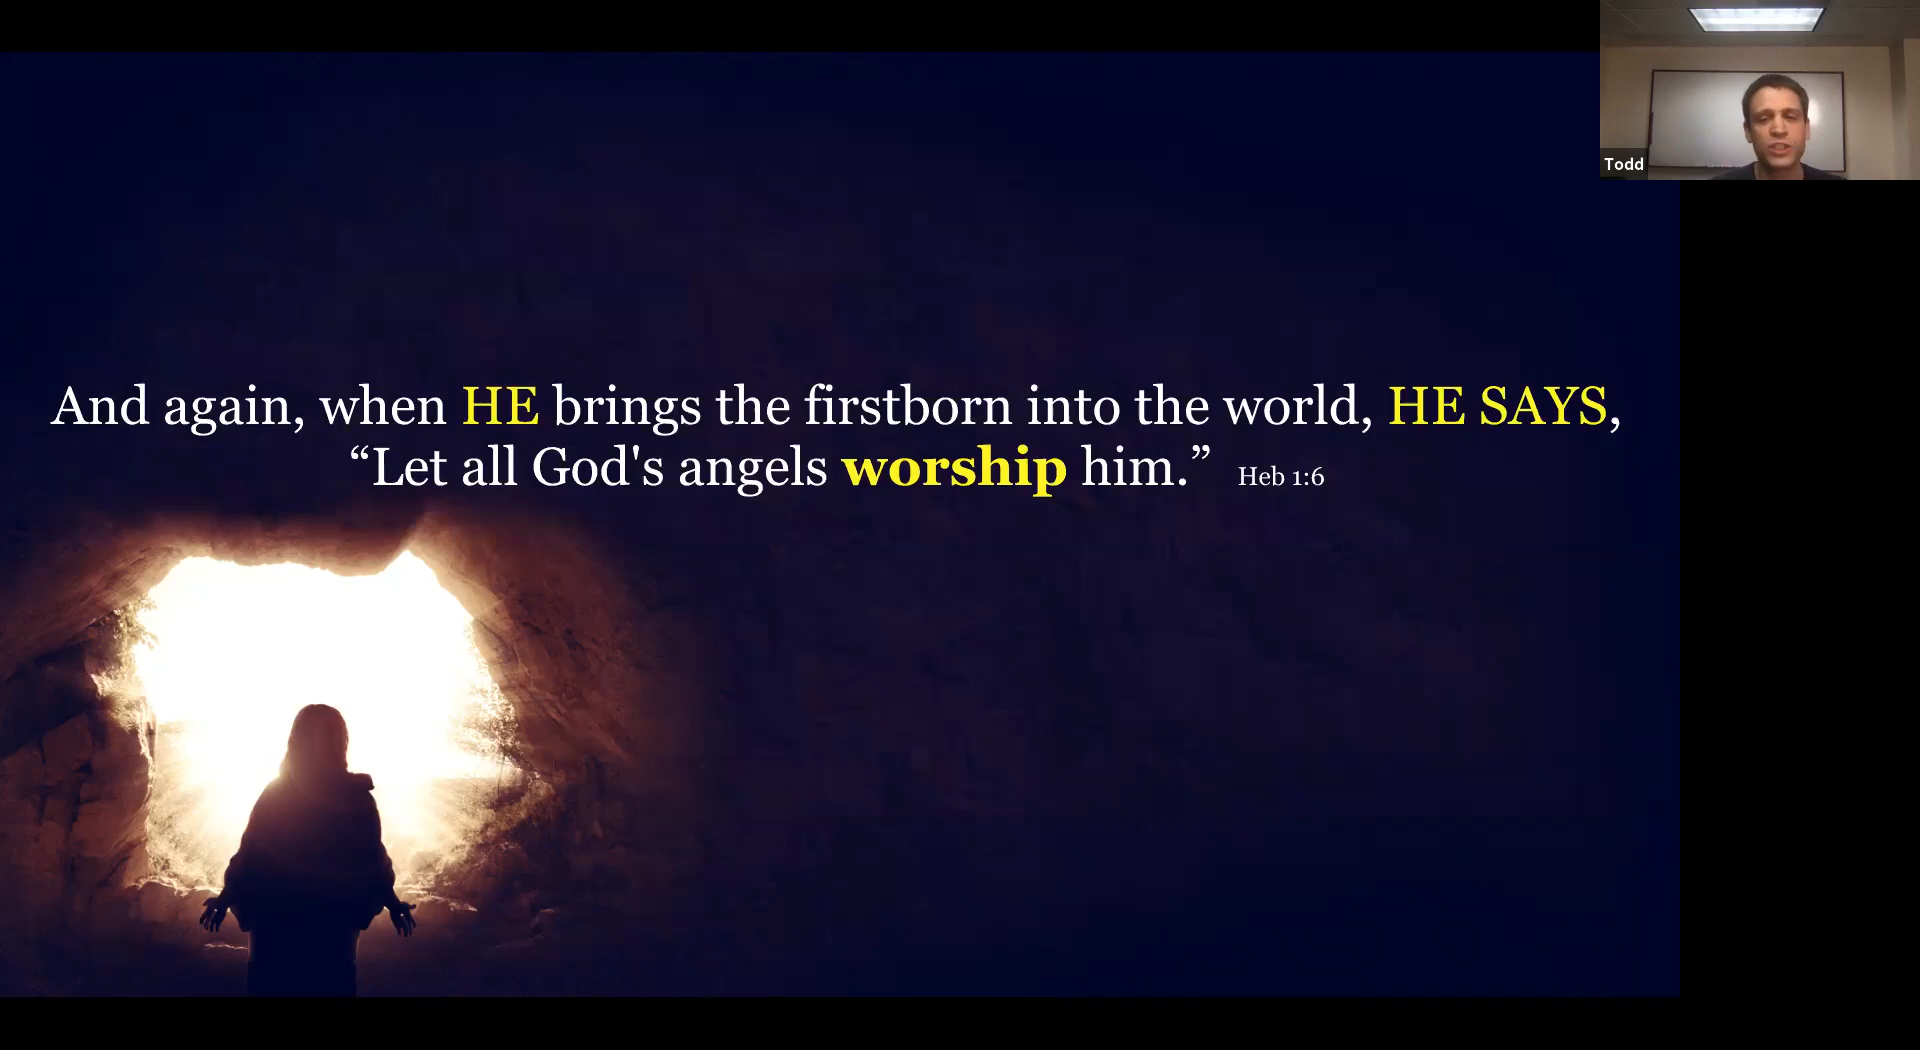 And again, when HE brings the firstborn into the world, HE SAYS,
“Let all God's angels worship him.” Heb 1:6
Todd